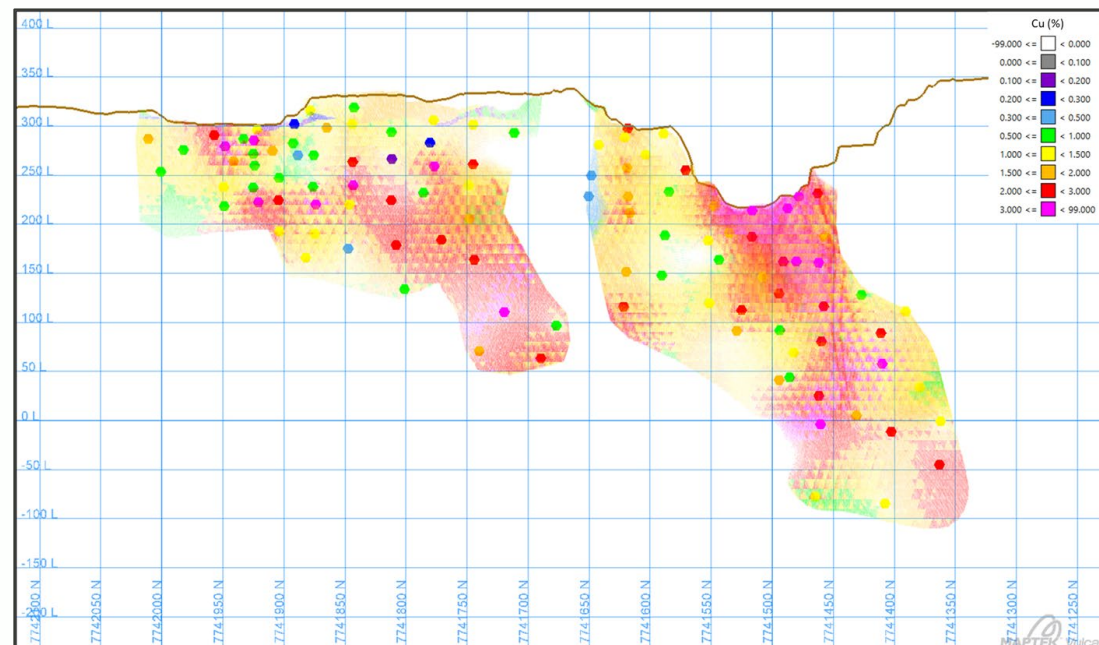 Cu (%)
-99.000 <= < 0.000
0.000 <= < 0.100
0.100 <= < 0.200
0.200 <= < 0.300
0.300 <= < 0.500
0.500 <= < 1.000
1.000 <= < 1.500
1.500 <= < 2.000
2.000 <= < 3.000
3.000 <= < 99.000
400 L
350 L
300 L
250 L
200 L
150 L
100 L
50 L
0 L
-50 L
-100 L
-150 L
-200 L
7742050 N
7742000 N
7741950 N
7741900 N
7741850 N
7741800 N
7741750 N
7741700 N
7741650 N
7741600 N
7741550 N
7741500 N
7741450 N
7741400 N
7741350 N
7741300 N
7741250 N
MAPTEK